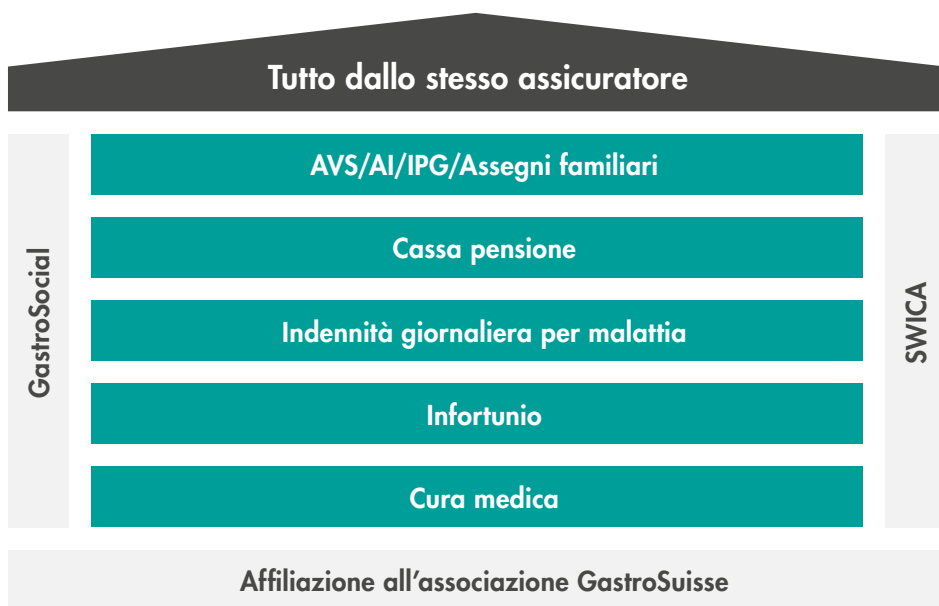 Tutto dallo stesso assicuratore
GastroSocial
AVS/AI/IPG/Assegni familiari
Cassa pensione
Indennità giornaliera per malattia
Infortunio
Cura medica
SWICA
Affiliazione all’associazione GastroSuisse